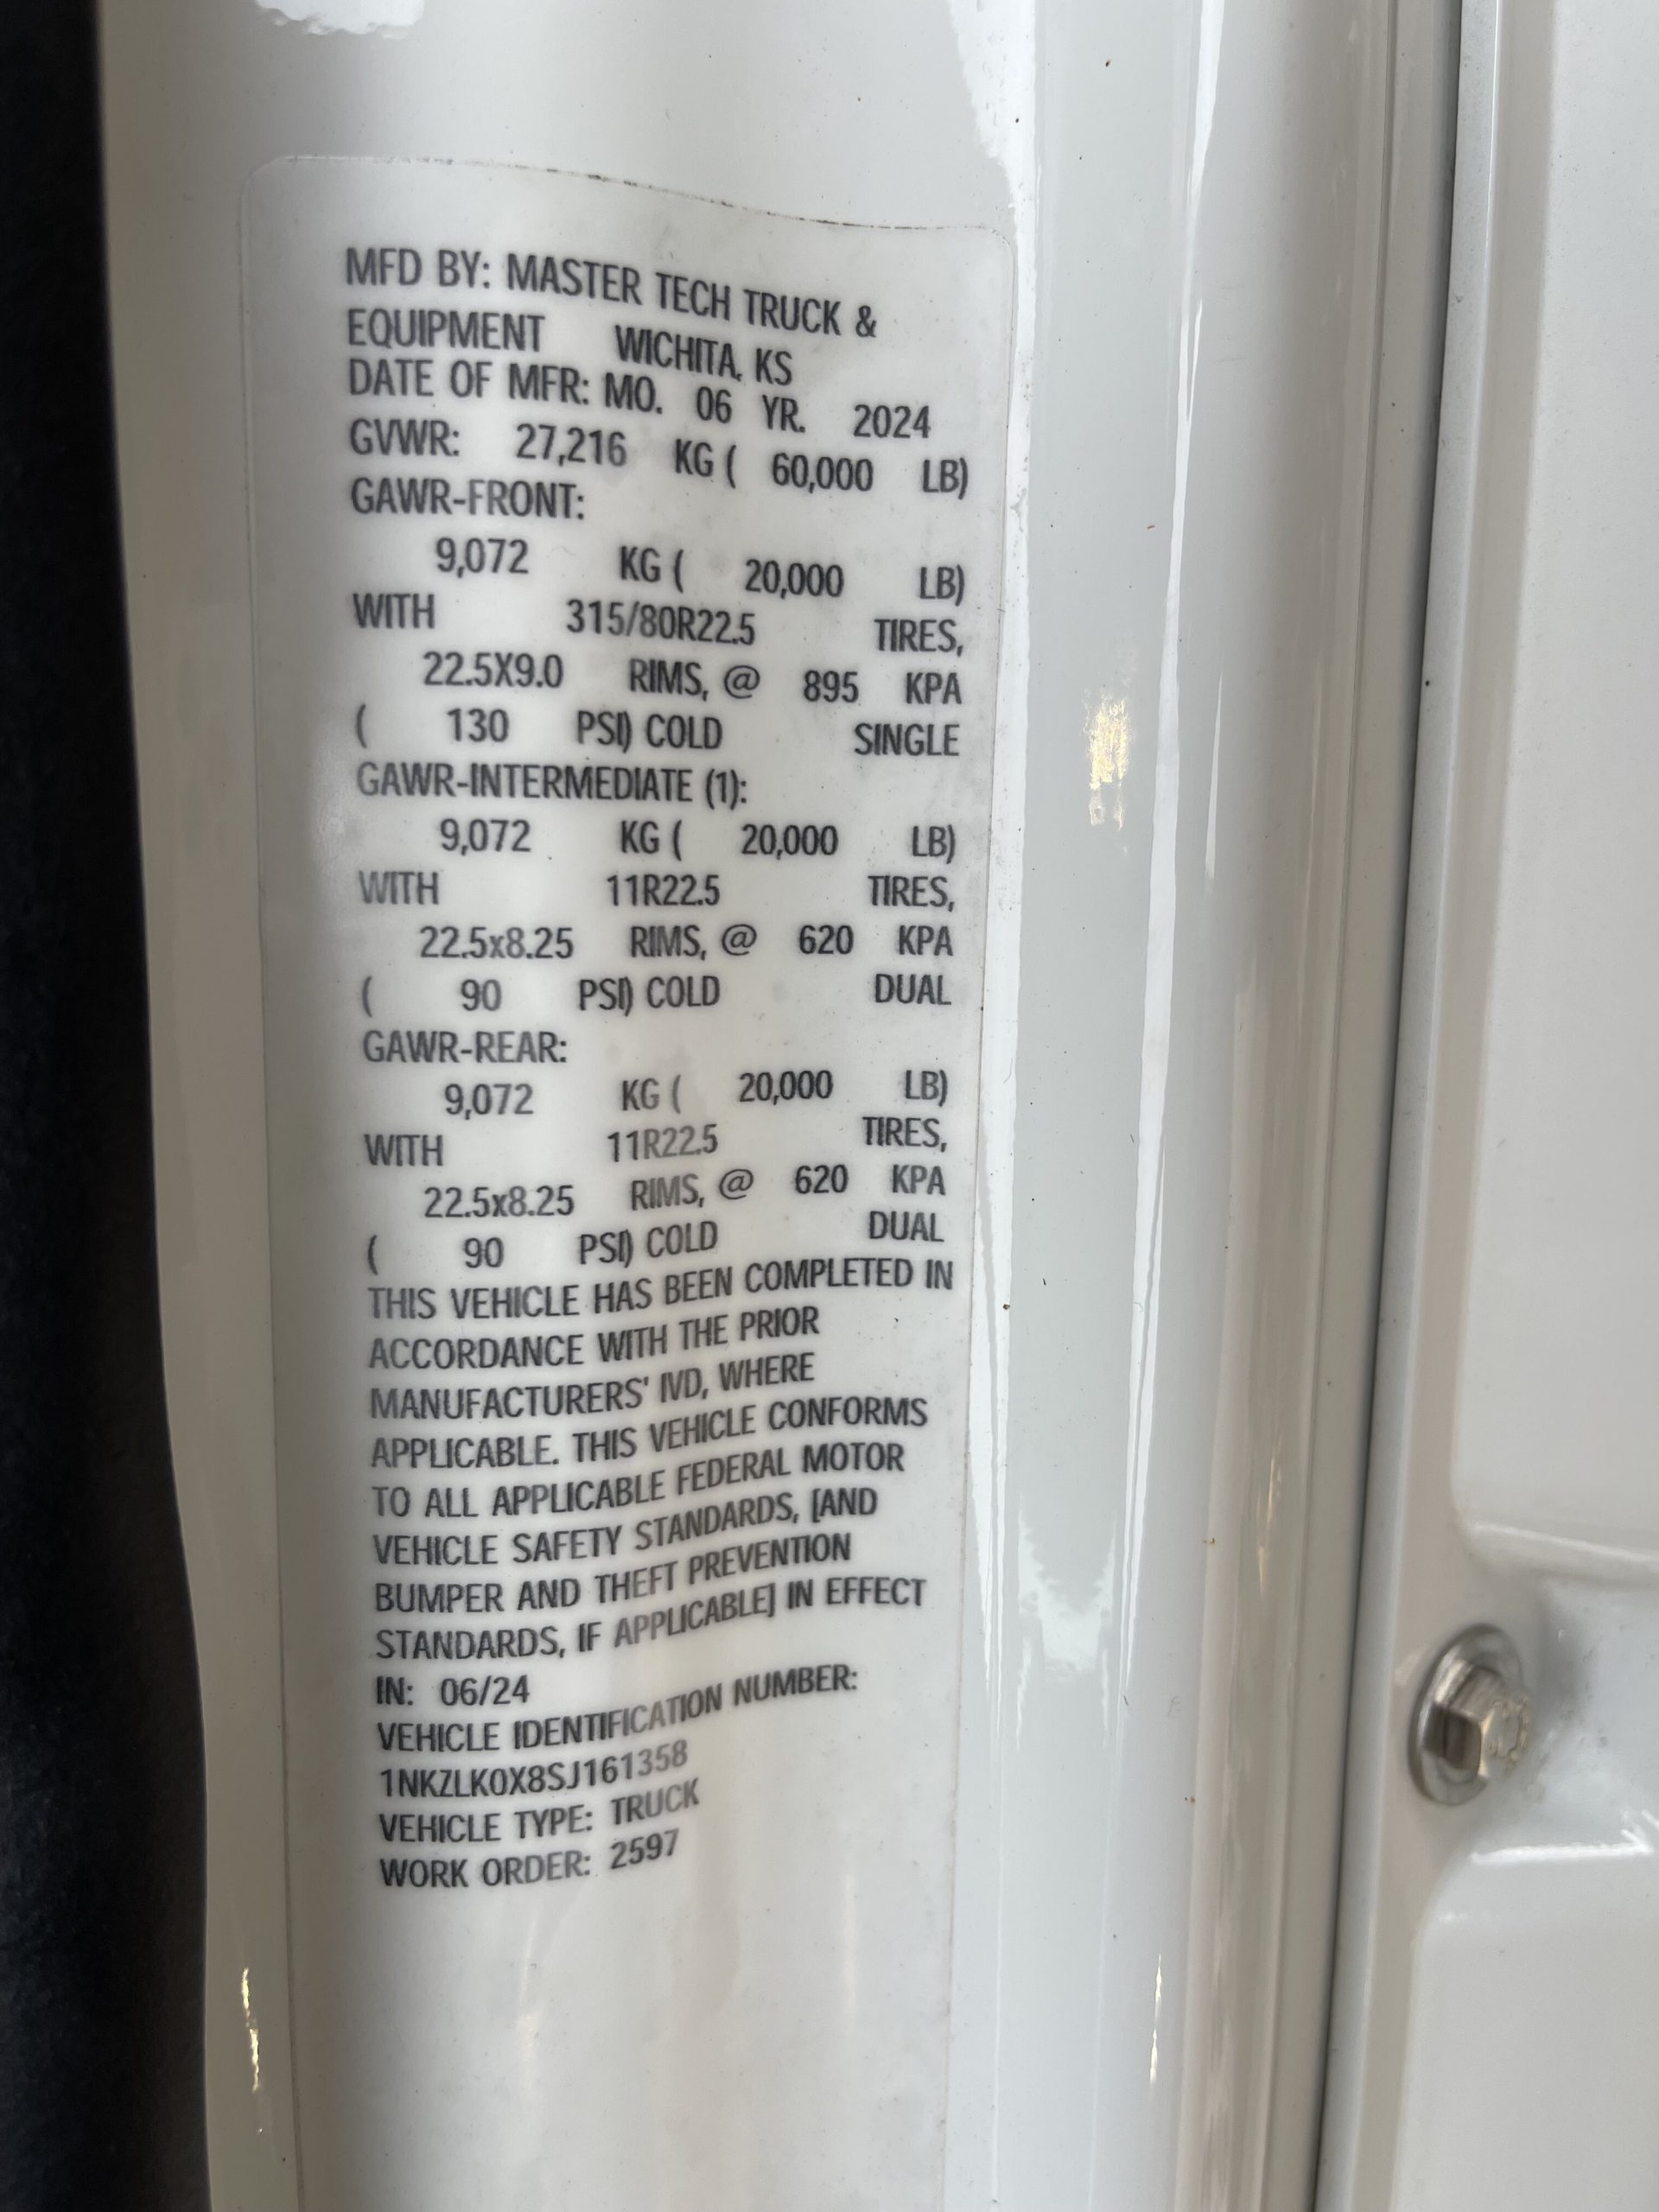 MFD BY: MASTER TECH TRUCK &
EQUIPMENT WICHITA, KS
DATE OF MFR: MO. 06 YR. 2024
GVWR: 27,216 KG ( 60,000 LB)
GAWR-FRONT:
9,072 KG ( 20,000 LB)
WITH 315/80R22.5 TIRES,
22.5X9.0 RIMS, @ 895 KPA
( 130 PSI) COLD SINGLE
GAWR-INTERMEDIATE (1):
9,072 KG ( 20,000 LB)
WITH 11R22.5 TIRES,
22.5x8.25 RIMS, @ 620 KPA
( 90 PSI) COLD DUAL
GAWR-REAR:
9,072 KG ( 20,000 LB)
WITH 11R22.5 TIRES,
22.5x8.25 RIMS, @ 620 KPA
( 90 PSI) COLD DUAL
THIS VEHICLE HAS BEEN COMPLETED IN
ACCORDANCE WITH THE PRIOR
MANUFACTURERS' IVD, WHERE
APPLICABLE. THIS VEHICLE CONFORMS
TO ALL APPLICABLE FEDERAL MOTOR
VEHICLE SAFETY STANDARDS, [AND
BUMPER AND THEFT PREVENTION
STANDARDS, IF APPLICABLE] IN EFFECT
IN: 06/24
VEHICLE IDENTIFICATION NUMBER:
1NKZLK0X8SJ161358
VEHICLE TYPE: TRUCK
WORK ORDER: 2597